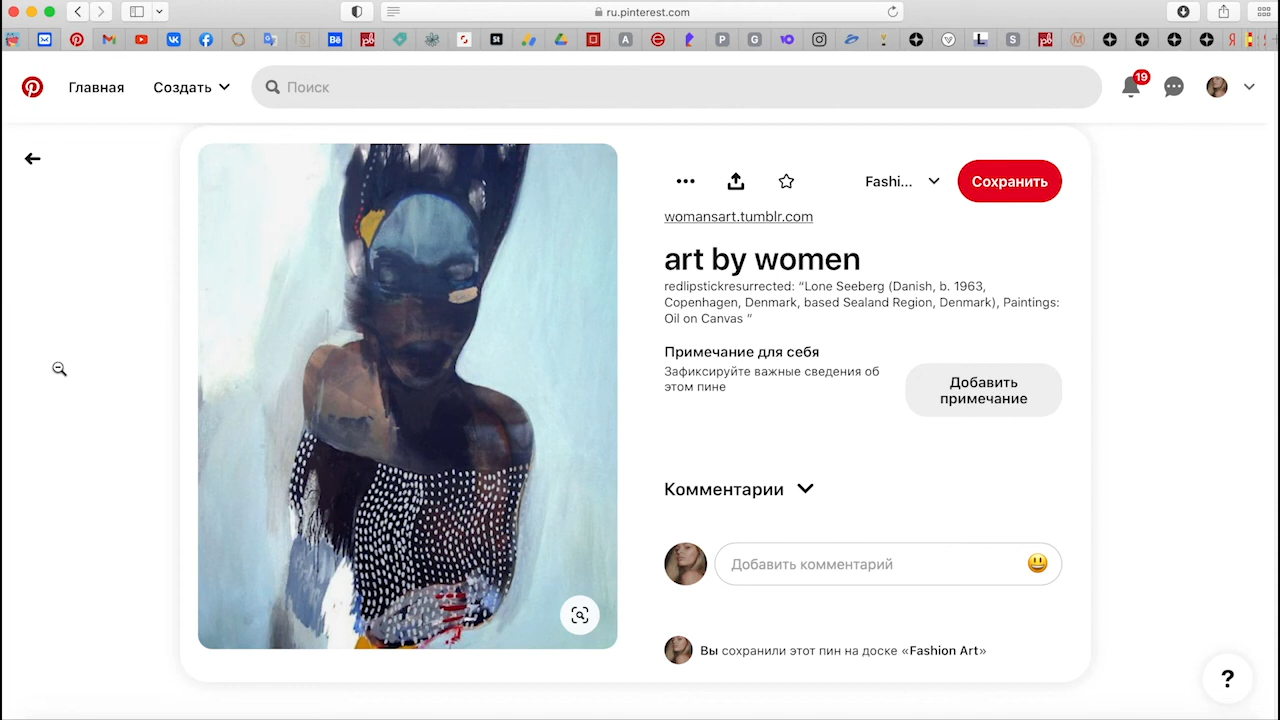 ru.pinterest.com
Главная
Создать
Поиск
19
Fashi...
Сохранить
womansart.tumblr.com
art by women
redlipstickresurrected: “Lone Seeberg (Danish, b. 1963,
Copenhagen, Denmark, based Sealand Region, Denmark), Paintings:
Oil on Canvas ”
Примечание для себя
Зафиксируйте важные сведения об
этом пине
Добавить
примечание
Комментарии
Добавить комментарий
Вы сохранили этот пин на доске «Fashion Art»
?